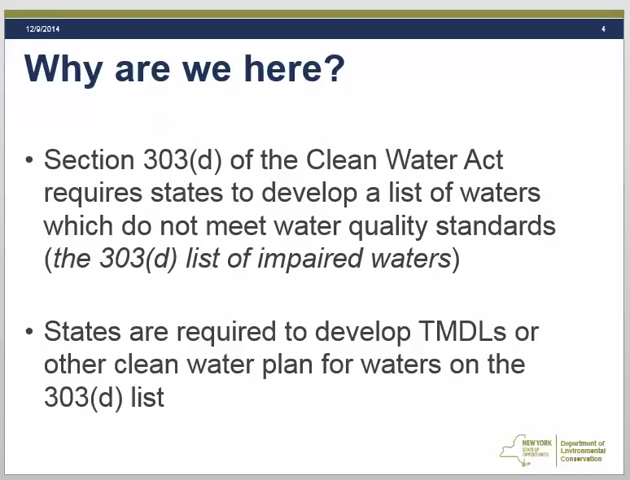 12/9/2014
4
Why are we here?
• Section 303(d) of the Clean Water Act
requires states to develop a list of waters
which do not meet water quality standards
(the 303(d) list of impaired waters)
• States are required to develop TMDLs or
other clean water plan for waters on the
303(d) list
NEW YORK
STATE OF
OPPORTUNITY
Department of
Environmental
Conservation